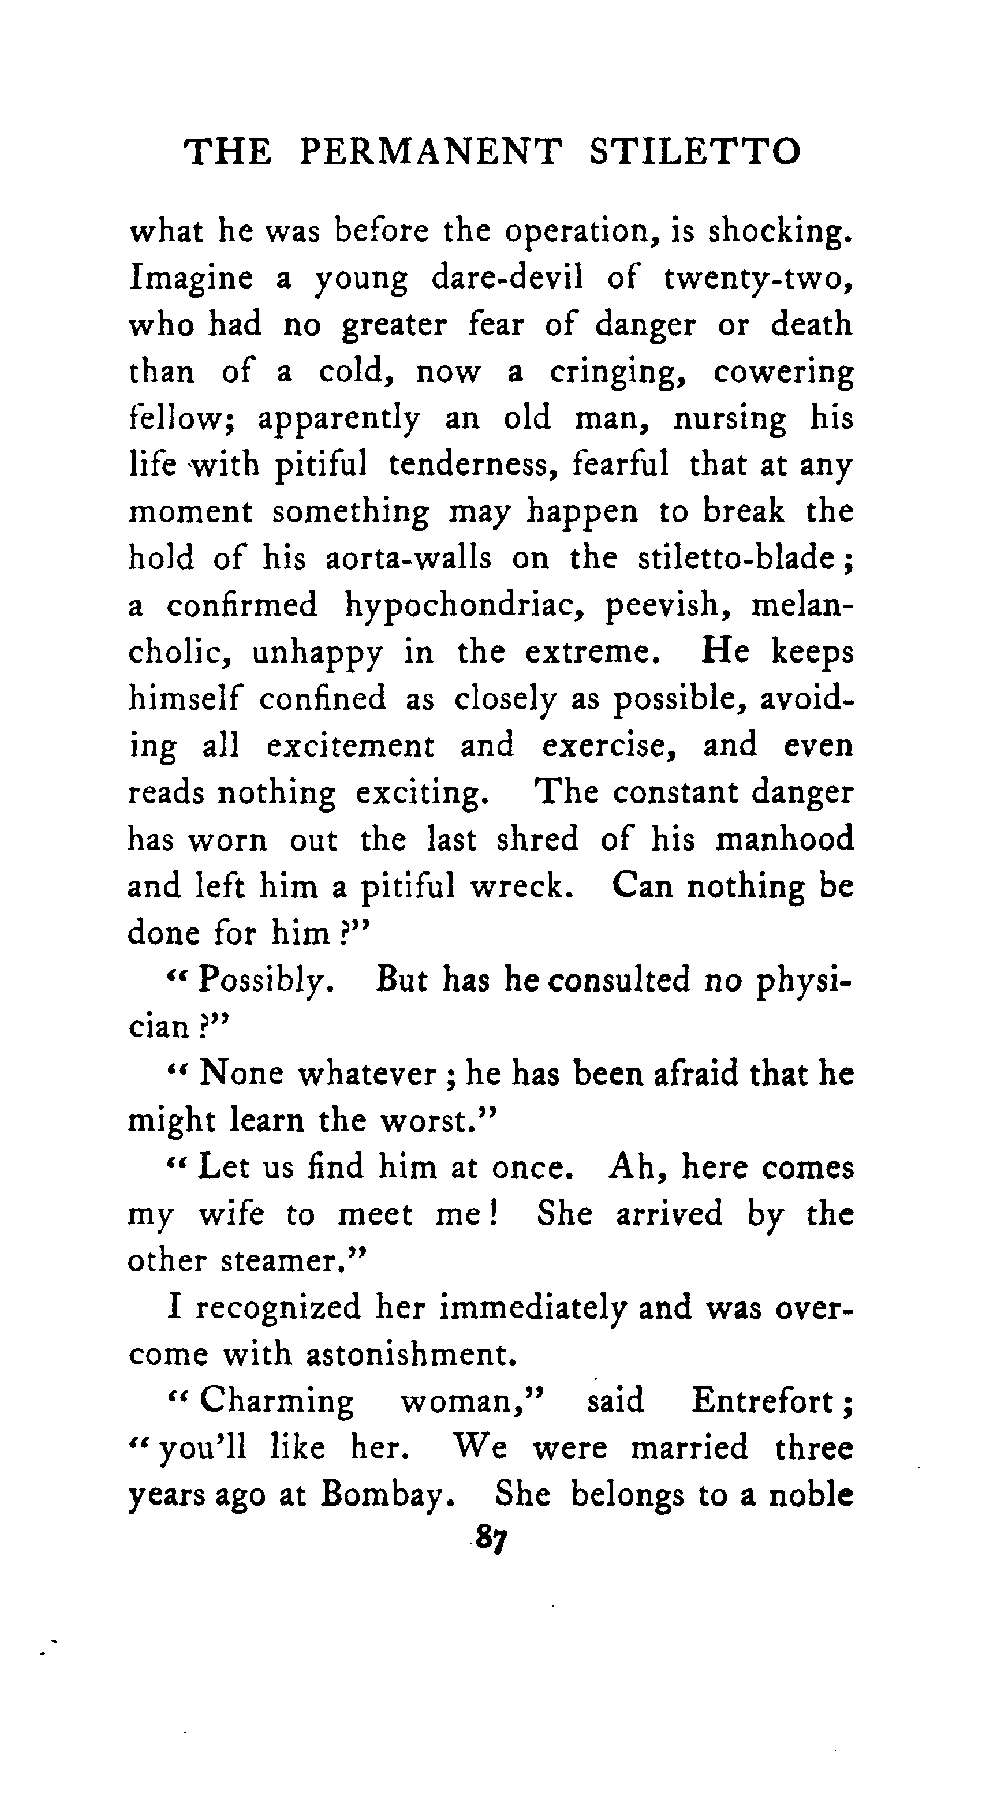 THE PERMANENT STILETTO
what he was before the operation, is shocking.
Imagine a young dare-devil of twenty-two,
who had no greater fear of danger or death
than of a cold, now a cringing, cowering
fellow; apparently an old man, nursing his
life with pitiful tenderness, fearful that at any
moment something may happen to break the
hold of his aorta-walls on the stiletto-blade ;
a confirmed hypochondriac, peevish, melan-
cholic, unhappy in the extreme. He keeps
himself confined as closely as possible, avoid-
ing all excitement and exercise, and even
reads nothing exciting. The constant danger
has worn out the last shred of his manhood
and left him a pitiful wreck. Can nothing be
done for him ?”
“ Possibly. But has he consulted no physi-
cian ?”
“ None whatever ; he has been afraid that he
might learn the worst.”
“ Let us find him at once. Ah, here comes
my wife to meet me ! She arrived by the
other steamer.”
I recognized her immediately and was over-
come with astonishment.
“ Charming woman,” said Entrefort ;
“ you’ll like her. We were married three
years ago at Bombay. She belongs to a noble
87